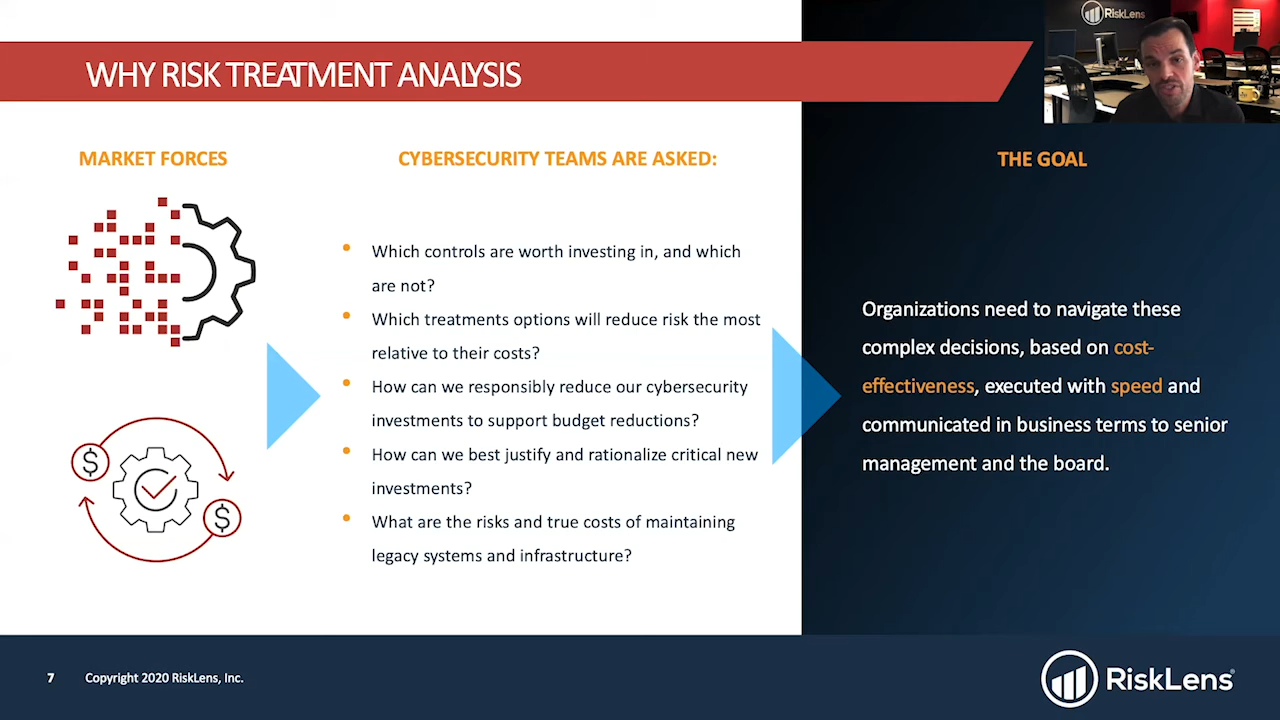 RiskLens
WHY RISK TREATMENT ANALYSIS
MARKET FORCES
$
$
CYBERSECURITY TEAMS ARE ASKED:
• Which controls are worth investing in, and which
are not?
• Which treatments options will reduce risk the most
relative to their costs?
• How can we responsibly reduce our cybersecurity
investments to support budget reductions?
• How can we best justify and rationalize critical new
investments?
• What are the risks and true costs of maintaining
legacy systems and infrastructure?
THE GOAL
Organizations need to navigate these
complex decisions, based on cost-
effectiveness, executed with speed and
communicated in business terms to senior
management and the board.
7 Copyright 2020 RiskLens, Inc.
RiskLens®